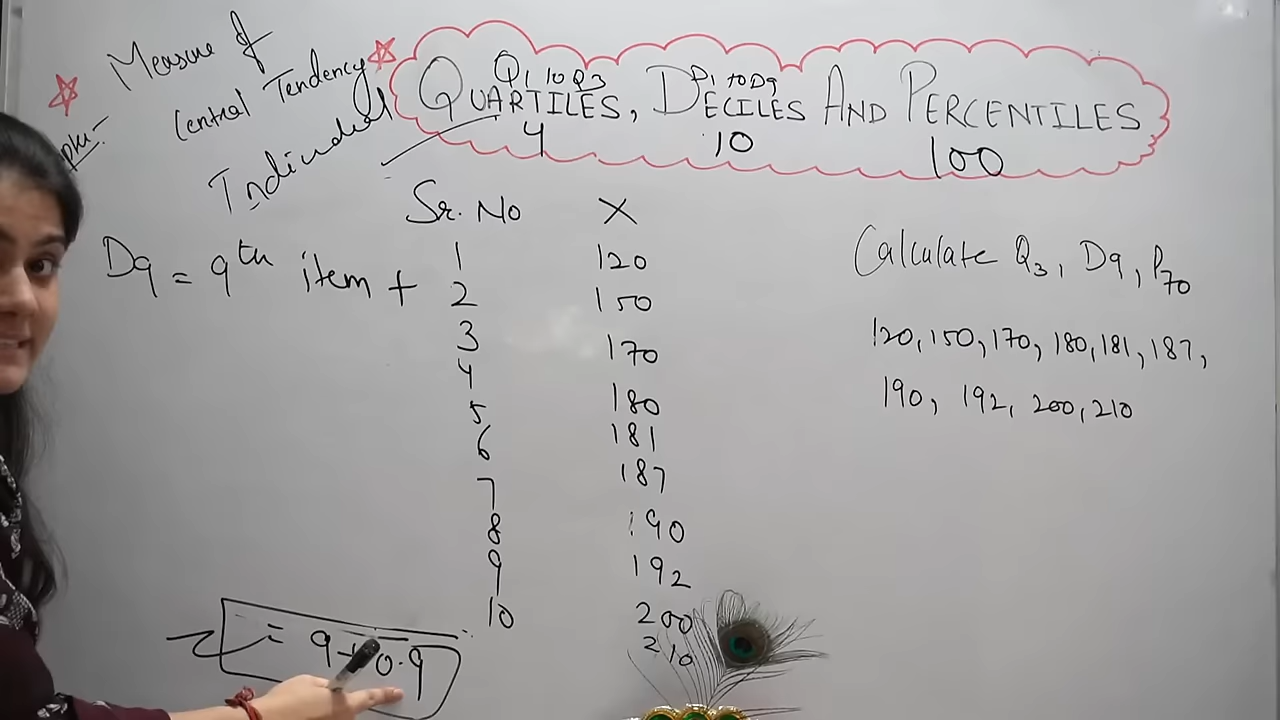 Measure of
Central Tendency
Individual
Q1 to Q3
D1 to D9
QUARTILES, DECILES AND PERCENTILES
4 10 100
Sr. No X
1 120
2 150
3 170
4 180
5 181
6 187
7 190
8 192
9 200
10 210
D9 = 9th item +
= 9 + 0.9
Calculate Q3, D9, P70
120, 150, 170, 180, 181, 187,
190, 192, 200, 210